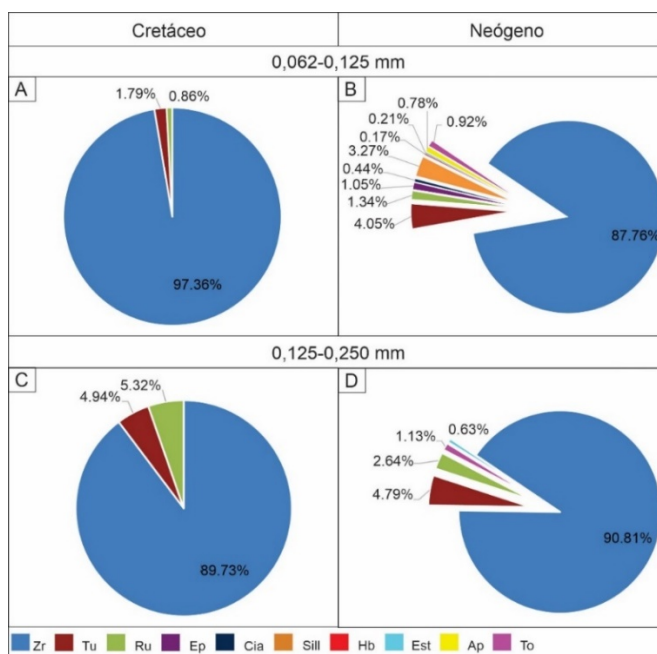 Cretáceo
Neógeno
0,062-0,125 mm
A
1.79%
0.86%
97.36%
B
0.78%
0.21%
0.92%
0.17%
3.27%
0.44%
1.05%
1.34%
4.05%
87.76%
0,125-0,250 mm
C
5.32%
4.94%
89.73%
D
0.63%
1.13%
2.64%
4.79%
90.81%
Zr Tu Ru Ep Cia Sill Hb Est Ap To